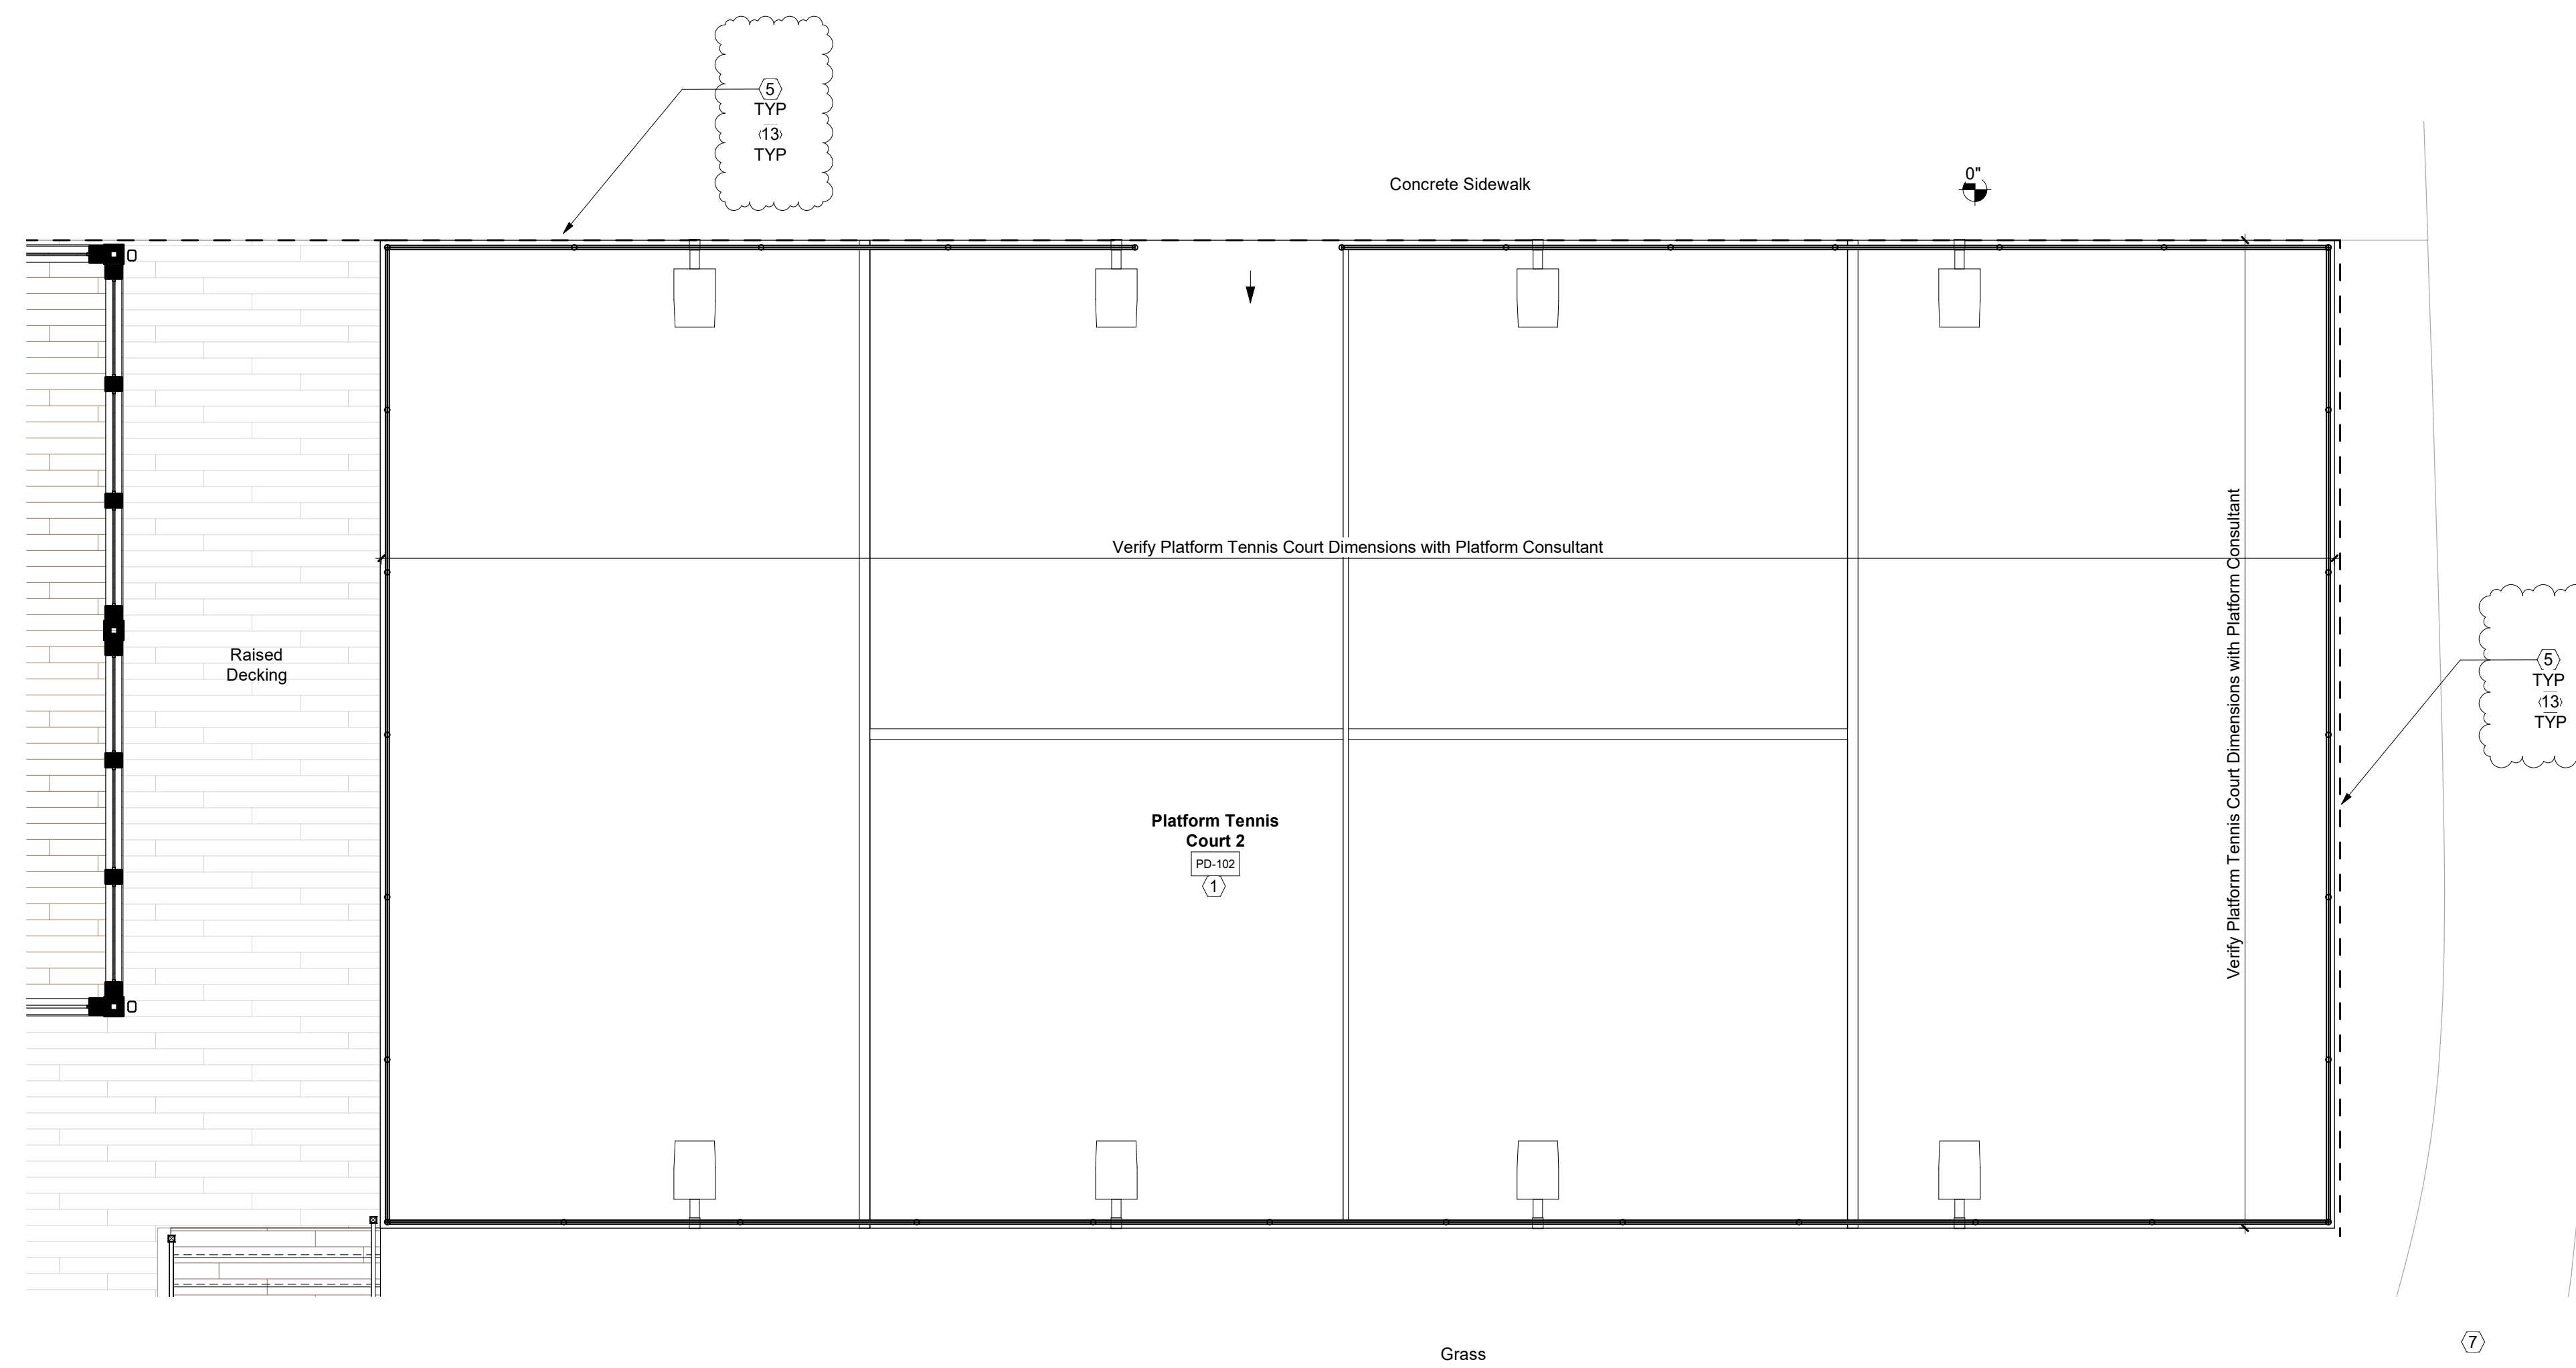 5
TYP
13
TYP
Concrete Sidewalk
0"
Verify Platform Tennis Court Dimensions with Platform Consultant
Verify Platform Tennis Court Dimensions with Platform Consultant
Raised
Decking
5
TYP
13
TYP
Platform Tennis
Court 2
PD-102
1
7
Grass